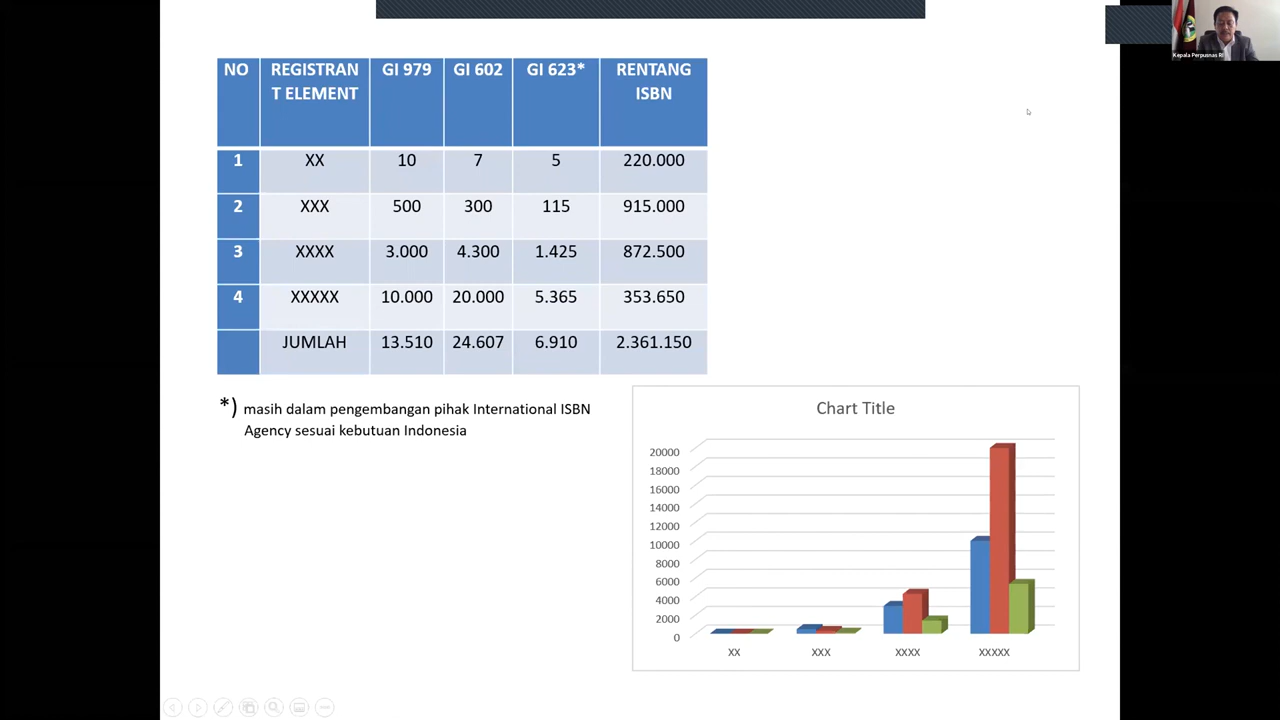 Kepala Perpusnas RI
NO REGISTRAN T ELEMENT GI 979 GI 602 GI 623* RENTANG ISBN
1 XX 10 7 5 220.000
2 XXX 500 300 115 915.000
3 XXXX 3.000 4.300 1.425 872.500
4 XXXXX 10.000 20.000 5.365 353.650
JUMLAH 13.510 24.607 6.910 2.361.150
*) masih dalam pengembangan pihak International ISBN
Agency sesuai kebutuan Indonesia
Chart Title
20000
18000
16000
14000
12000
10000
8000
6000
4000
2000
0
XX XXX XXXX XXXXX